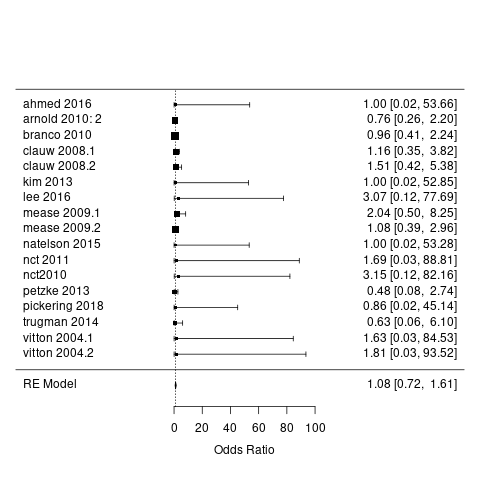 ahmed 2016 1.00 [0.02, 53.66]
arnold 2010: 2 0.76 [0.26, 2.20]
branco 2010 0.96 [0.41, 2.24]
clauw 2008.1 1.16 [0.35, 3.82]
clauw 2008.2 1.51 [0.42, 5.38]
kim 2013 1.00 [0.02, 52.85]
lee 2016 3.07 [0.12, 77.69]
mease 2009.1 2.04 [0.50, 8.25]
mease 2009.2 1.08 [0.39, 2.96]
natelson 2015 1.00 [0.02, 53.28]
nct 2011 1.69 [0.03, 88.81]
nct2010 3.15 [0.12, 82.16]
petzke 2013 0.48 [0.08, 2.74]
pickering 2018 0.86 [0.02, 45.14]
trugman 2014 0.63 [0.06, 6.10]
vitton 2004.1 1.63 [0.03, 84.53]
vitton 2004.2 1.81 [0.03, 93.52]
RE Model 1.08 [0.72, 1.61]
0 20 40 60 80 100
Odds Ratio